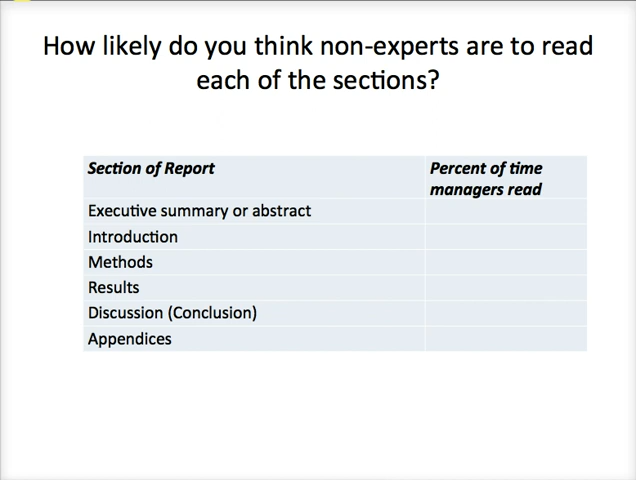 How likely do you think non-experts are to read
each of the sections?
Section of Report
Percent of time
managers read
Executive summary or abstract
Introduction
Methods
Results
Discussion (Conclusion)
Appendices